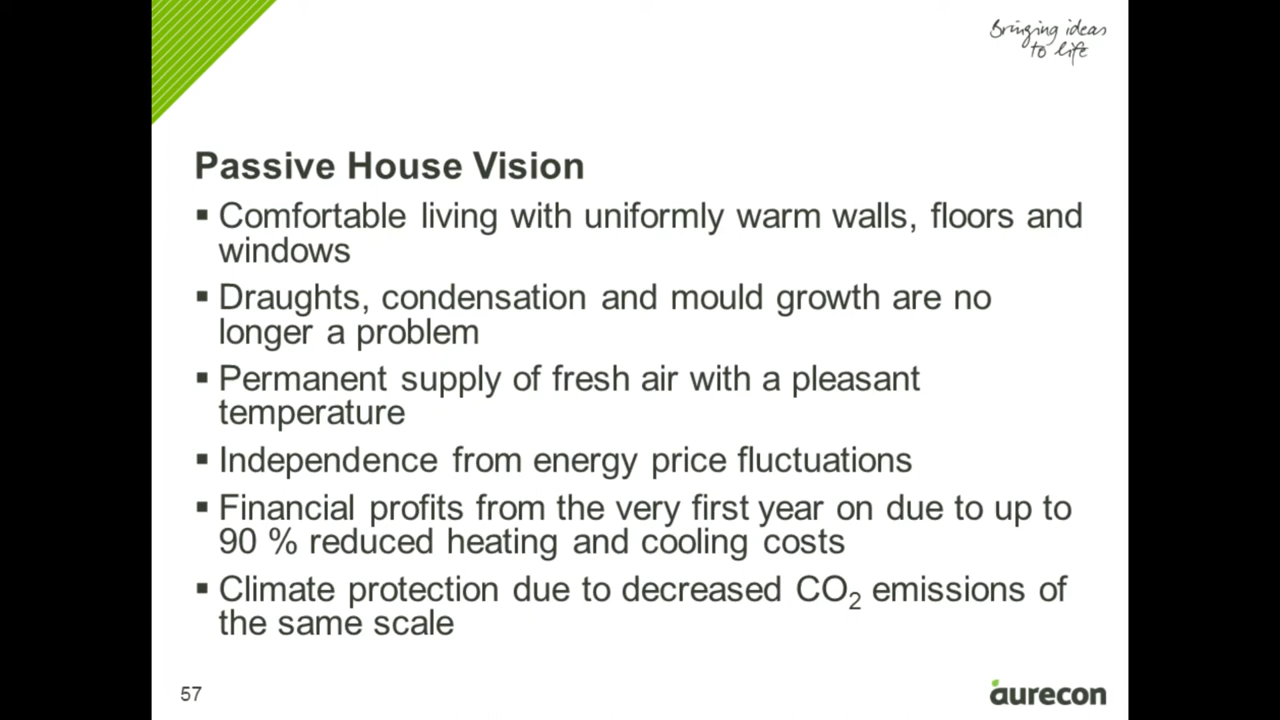 Bringing ideas
to life
Passive House Vision
▪ Comfortable living with uniformly warm walls, floors and
windows
▪ Draughts, condensation and mould growth are no
longer a problem
▪ Permanent supply of fresh air with a pleasant
temperature
▪ Independence from energy price fluctuations
▪ Financial profits from the very first year on due to up to
90 % reduced heating and cooling costs
▪ Climate protection due to decreased CO₂ emissions of
the same scale
57
aurecon